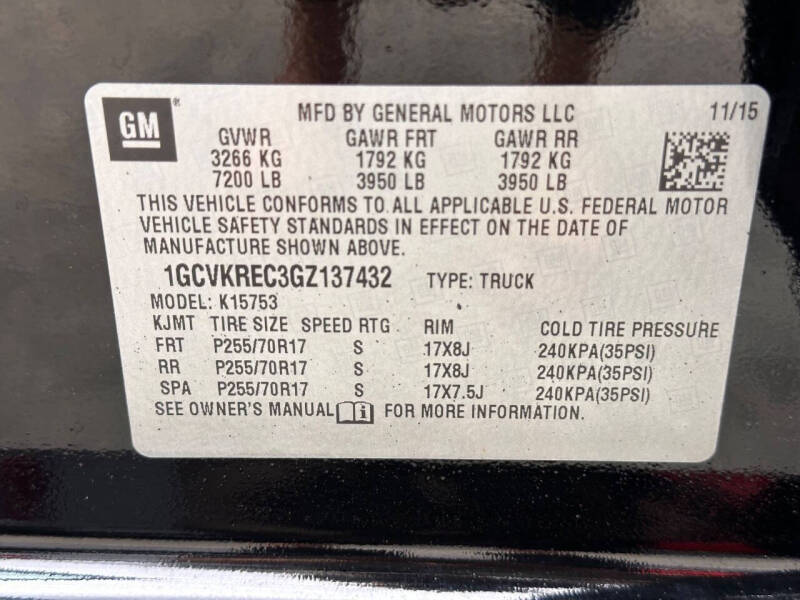 GM® MFD BY GENERAL MOTORS LLC 11/15
GVWR GAWR FRT GAWR RR
3266 KG 1792 KG 1792 KG
7200 LB 3950 LB 3950 LB
THIS VEHICLE CONFORMS TO ALL APPLICABLE U.S. FEDERAL MOTOR
VEHICLE SAFETY STANDARDS IN EFFECT ON THE DATE OF
MANUFACTURE SHOWN ABOVE.
1GCVKREC3GZ137432 TYPE: TRUCK
MODEL: K15753
KJMT TIRE SIZE SPEED RTG RIM COLD TIRE PRESSURE
FRT P255/70R17 S 17X8J 240KPA(35PSI)
RR P255/70R17 S 17X8J 240KPA(35PSI)
SPA P255/70R17 S 17X7.5J 240KPA(35PSI)
SEE OWNER'S MANUAL i FOR MORE INFORMATION.